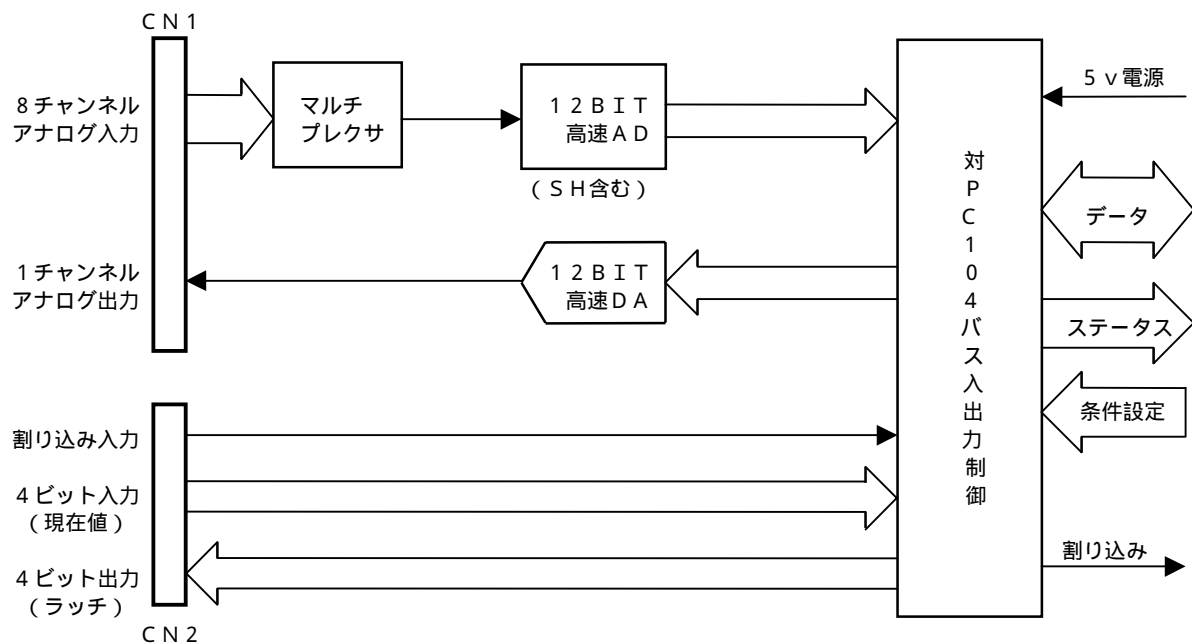 ＣＮ１
８チャンネル
アナログ入力
マルチ
プレクサ
１２ＢＩＴ
高速ＡＤ
（ＳＨ含む）
１チャンネル
アナログ出力
１２ＢＩＴ
高速ＤＡ
割り込み入力
４ビット入力
（現在値）
４ビット出力
（ラッチ）
ＣＮ２
対ＰＣ１０４バス入出力制御
５ｖ電源
データ
ステータス
条件設定
割り込み